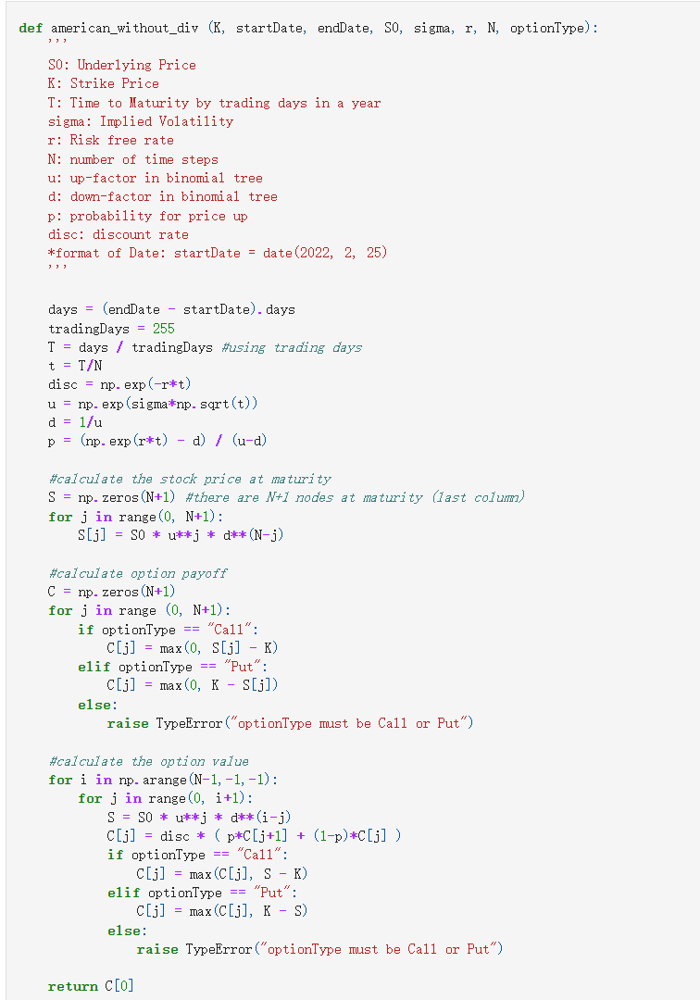 def american_without_div (K, startDate, endDate, S0, sigma, r, N, optionType):
    '''
    S0: Underlying Price
    K: Strike Price
    T: Time to Maturity by trading days in a year
    sigma: Implied Volatility
    r: Risk free rate
    N: number of time steps
    u: up-factor in binomial tree
    d: down-factor in binomial tree
    p: probability for price up
    disc: discount rate
    *format of Date: startDate = date(2022, 2, 25)
    '''

    days = (endDate - startDate).days
    tradingDays = 255
    T = days / tradingDays #using trading days
    t = T/N
    disc = np.exp(-r*t)
    u = np.exp(sigma*np.sqrt(t))
    d = 1/u
    p = (np.exp(r*t) - d) / (u-d)

    #calculate the stock price at maturity
    S = np.zeros(N+1) #there are N+1 nodes at maturity (last column)
    for j in range(0, N+1):
        S[j] = S0 * u**j * d**(N-j)

    #calculate option payoff
    C = np.zeros(N+1)
    for j in range (0, N+1):
        if optionType == "Call":
            C[j] = max(0, S[j] - K)
        elif optionType == "Put":
            C[j] = max(0, K - S[j])
        else:
            raise TypeError("optionType must be Call or Put")

    #calculate the option value
    for i in np.arange(N-1,-1,-1):
        for j in range(0, i+1):
            S = S0 * u**j * d**(i-j)
            C[j] = disc * ( p*C[j+1] + (1-p)*C[j] )
            if optionType == "Call":
                C[j] = max(C[j], S - K)
            elif optionType == "Put":
                C[j] = max(C[j], K - S)
            else:
                raise TypeError("optionType must be Call or Put")

    return C[0]